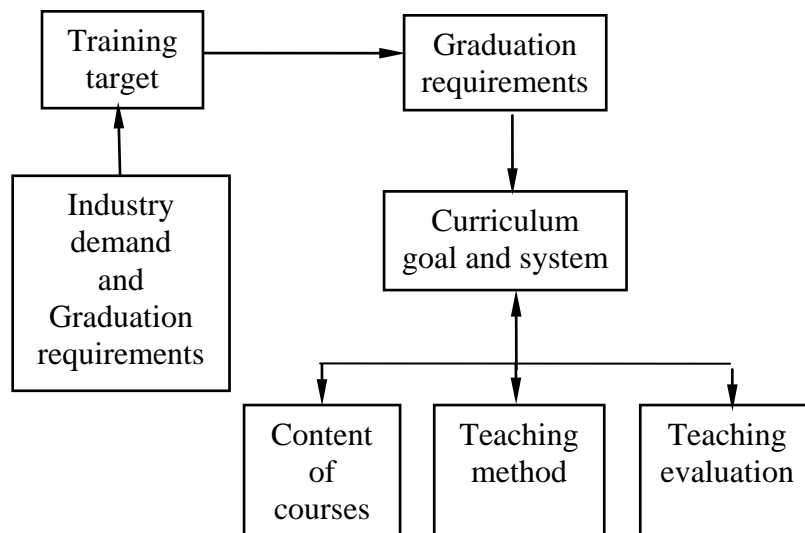 Training
target
Graduation
requirements
Industry
demand
and
Graduation
requirements
Curriculum
goal and system
Content
of
courses
Teaching
method
Teaching
evaluation